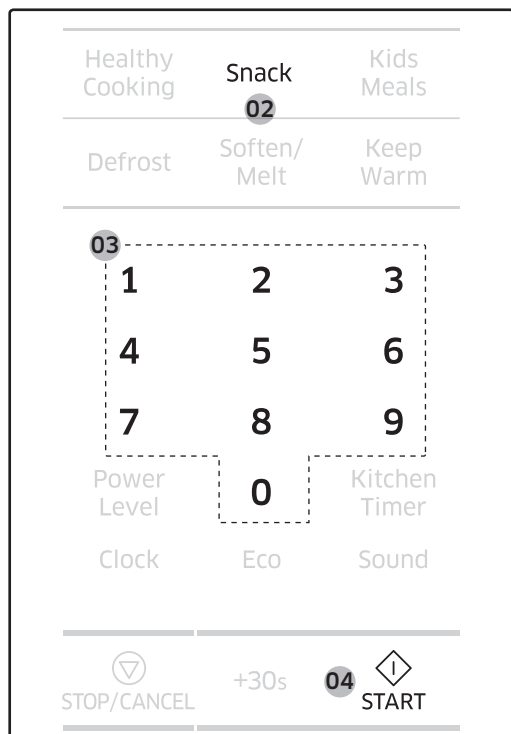 Healthy Snack Kids
Cooking Meals
02
Defrost Soften/ Keep
Melt Warm
03
1 2 3
4 5 6
7 8 9
Power 0 Kitchen
Level Timer
Clock Eco Sound
STOP/CANCEL +30s 04 START